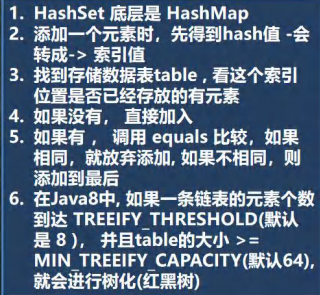 1. HashSet 底层是 HashMap
2. 添加一个元素时，先得到hash值 -会
转成-> 索引值
3. 找到存储数据表table , 看这个索引
位置是否已经存放的有元素
4. 如果没有, 直接加入
5. 如果有 , 调用 equals 比较，如果
相同，就放弃添加, 如果不相同，则
添加到最后
6. 在Java8中, 如果一条链表的元素个数
到达 TREEIFY_THRESHOLD(默认
是 8 )， 并且table的大小 >=
MIN_TREEIFY_CAPACITY(默认64),
就会进行树化(红黑树)